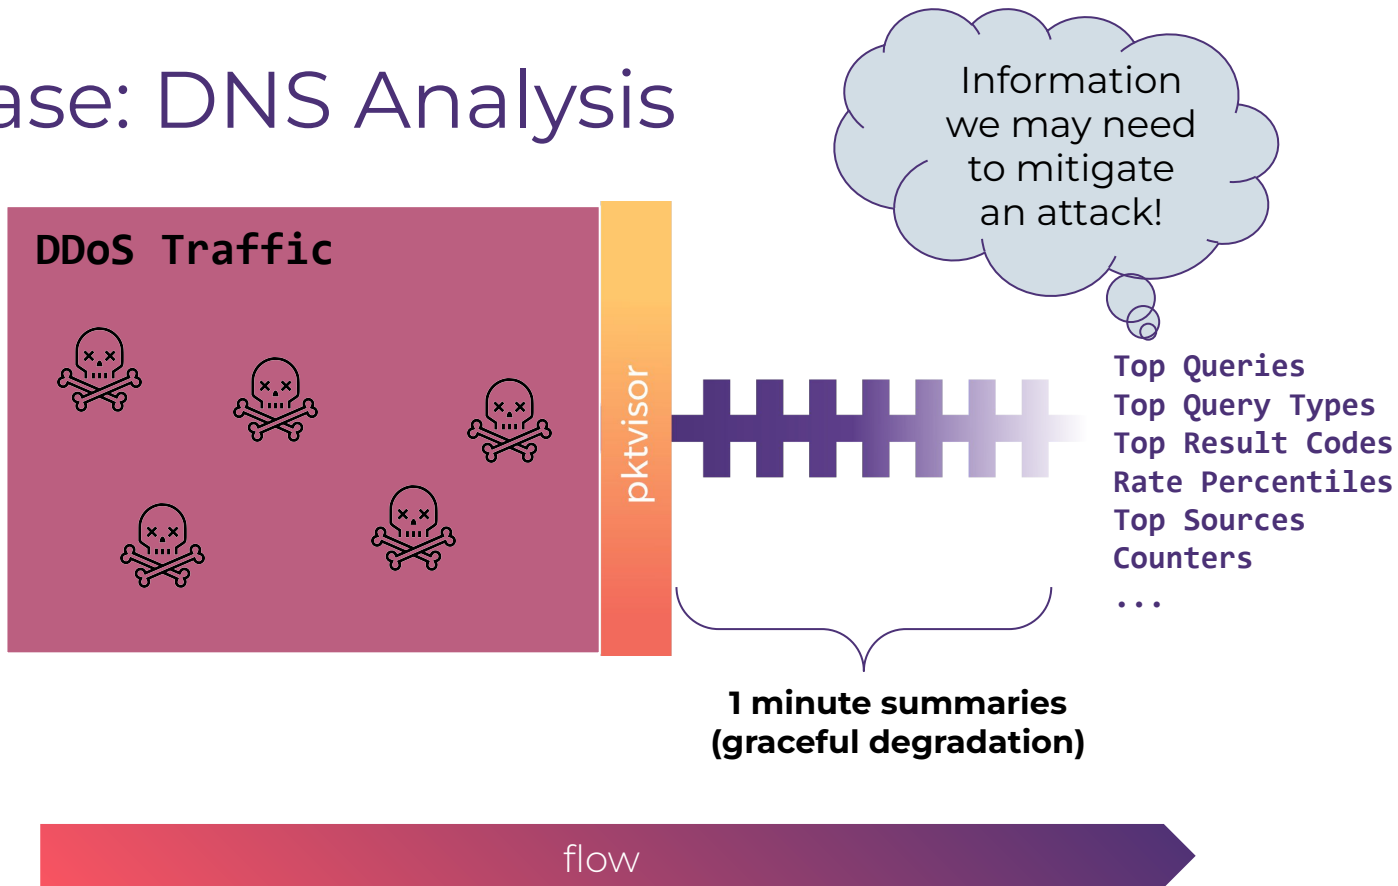 ase: DNS Analysis
Information
we may need
to mitigate
an attack!
DDoS Traffic
pktvisor
Top Queries
Top Query Types
Top Result Codes
Rate Percentiles
Top Sources
Counters
...
1 minute summaries
(graceful degradation)
flow